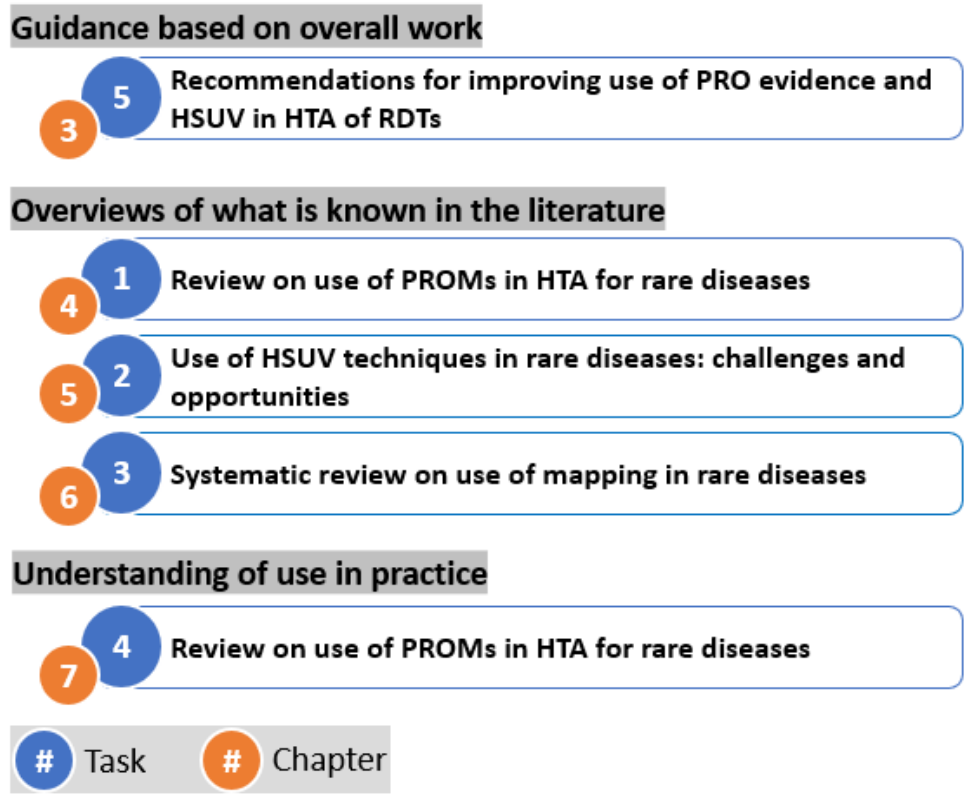 Guidance based on overall work
5
3
Recommendations for improving use of PRO evidence and
HSUV in HTA of RDTs
Overviews of what is known in the literature
1
4
Review on use of PROMs in HTA for rare diseases
2
5
Use of HSUV techniques in rare diseases: challenges and
opportunities
3
6
Systematic review on use of mapping in rare diseases
Understanding of use in practice
4
7
Review on use of PROMs in HTA for rare diseases
# Task # Chapter